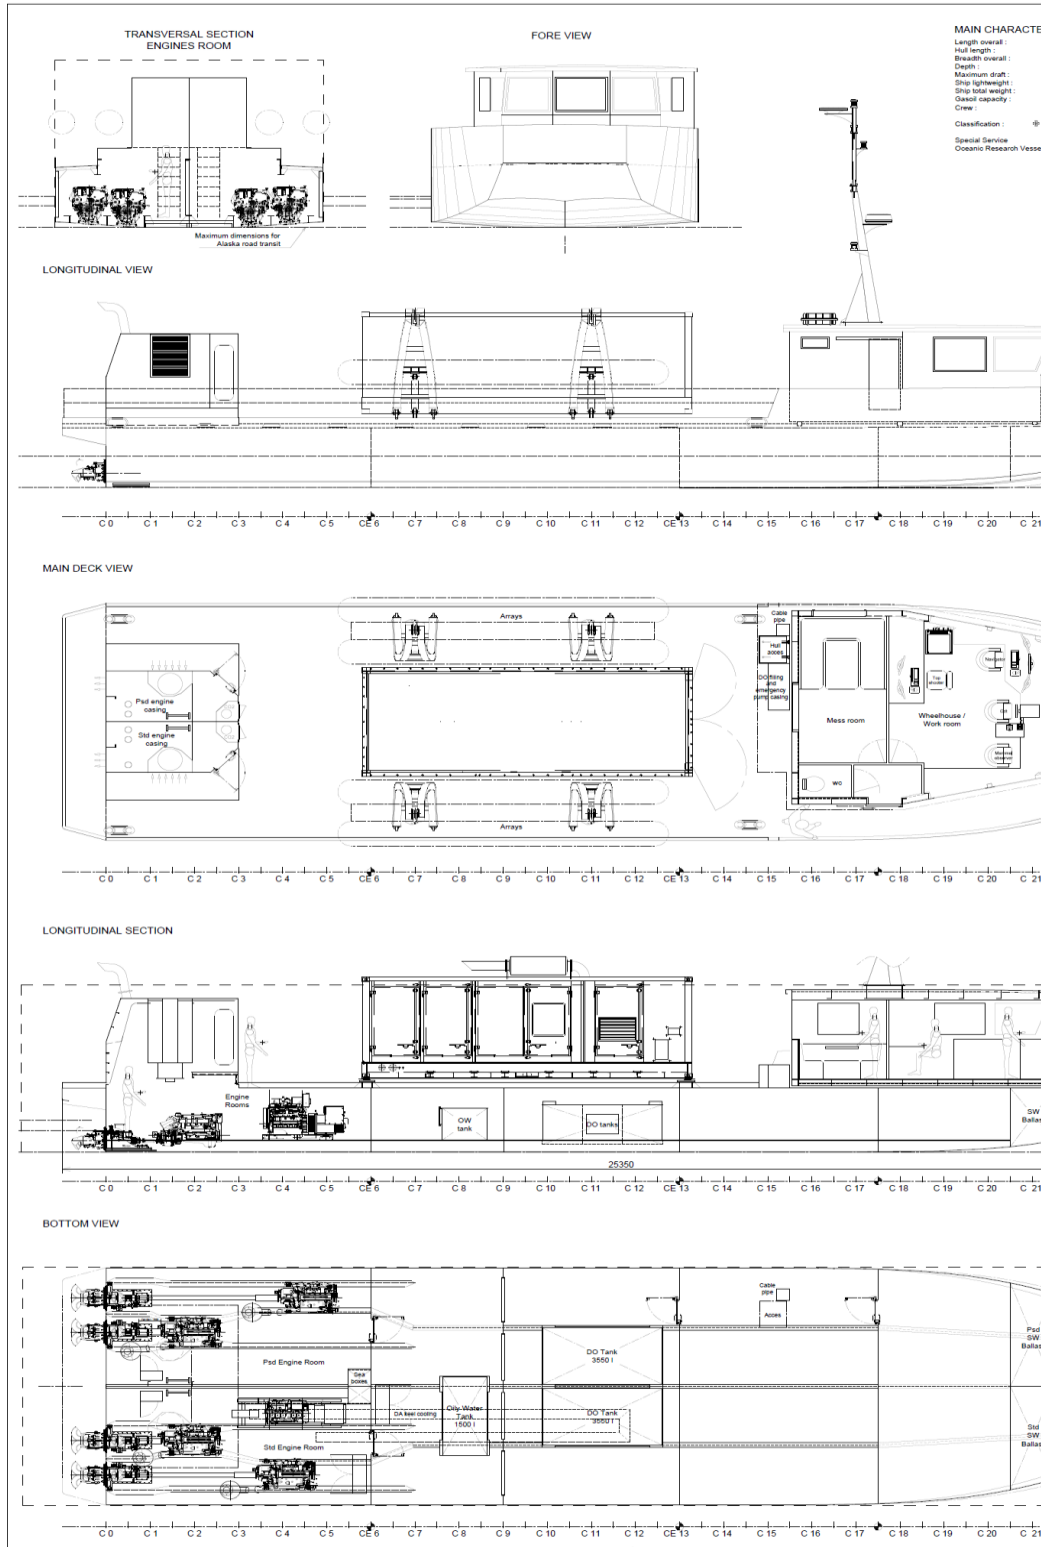 TRANSVERSAL SECTION
ENGINES ROOM
FORE VIEW
MAIN CHARACTE
Length overall :
Hull length :
Breadth overall :
Depth :
Maximum draft :
Ship lightweight :
Ship total weight :
Gasoil capacity :
Crew :
Classification :
Special Service
Oceanic Research Vesse
Maximum dimensions for
Alaska road transit
LONGITUDINAL VIEW
C 0 C 1 C 2 C 3 C 4 C 5 CE 6 C 7 C 8 C 9 C 10 C 11 C 12 CE 13 C 14 C 15 C 16 C 17 C 18 C 19 C 20 C 21
MAIN DECK VIEW
Arrays
Cable
pipe
Hull
acces
DO filling
and
emergency
pump casing
Psd engine
casing
Std engine
casing
Mess room
Wheelhouse /
Work room
Navigator
WC
Arrays
C 0 C 1 C 2 C 3 C 4 C 5 CE 6 C 7 C 8 C 9 C 10 C 11 C 12 CE 13 C 14 C 15 C 16 C 17 C 18 C 19 C 20 C 21
LONGITUDINAL SECTION
Engine
Rooms
OW
tank
DO tanks
SW
Ballas
25350
C 0 C 1 C 2 C 3 C 4 C 5 CE 6 C 7 C 8 C 9 C 10 C 11 C 12 CE 13 C 14 C 15 C 16 C 17 C 18 C 19 C 20 C 21
BOTTOM VIEW
Cable
pipe
Acces
Psd
SW
Ballas
DO Tank
3550 l
Psd Engine Room
Sea
boxes
DA keel cooling
Oily Water
Tank
1500 l
DO Tank
3550 l
Std Engine Room
Std
SW
Ballas
C 0 C 1 C 2 C 3 C 4 C 5 CE 6 C 7 C 8 C 9 C 10 C 11 C 12 CE 13 C 14 C 15 C 16 C 17 C 18 C 19 C 20 C 21